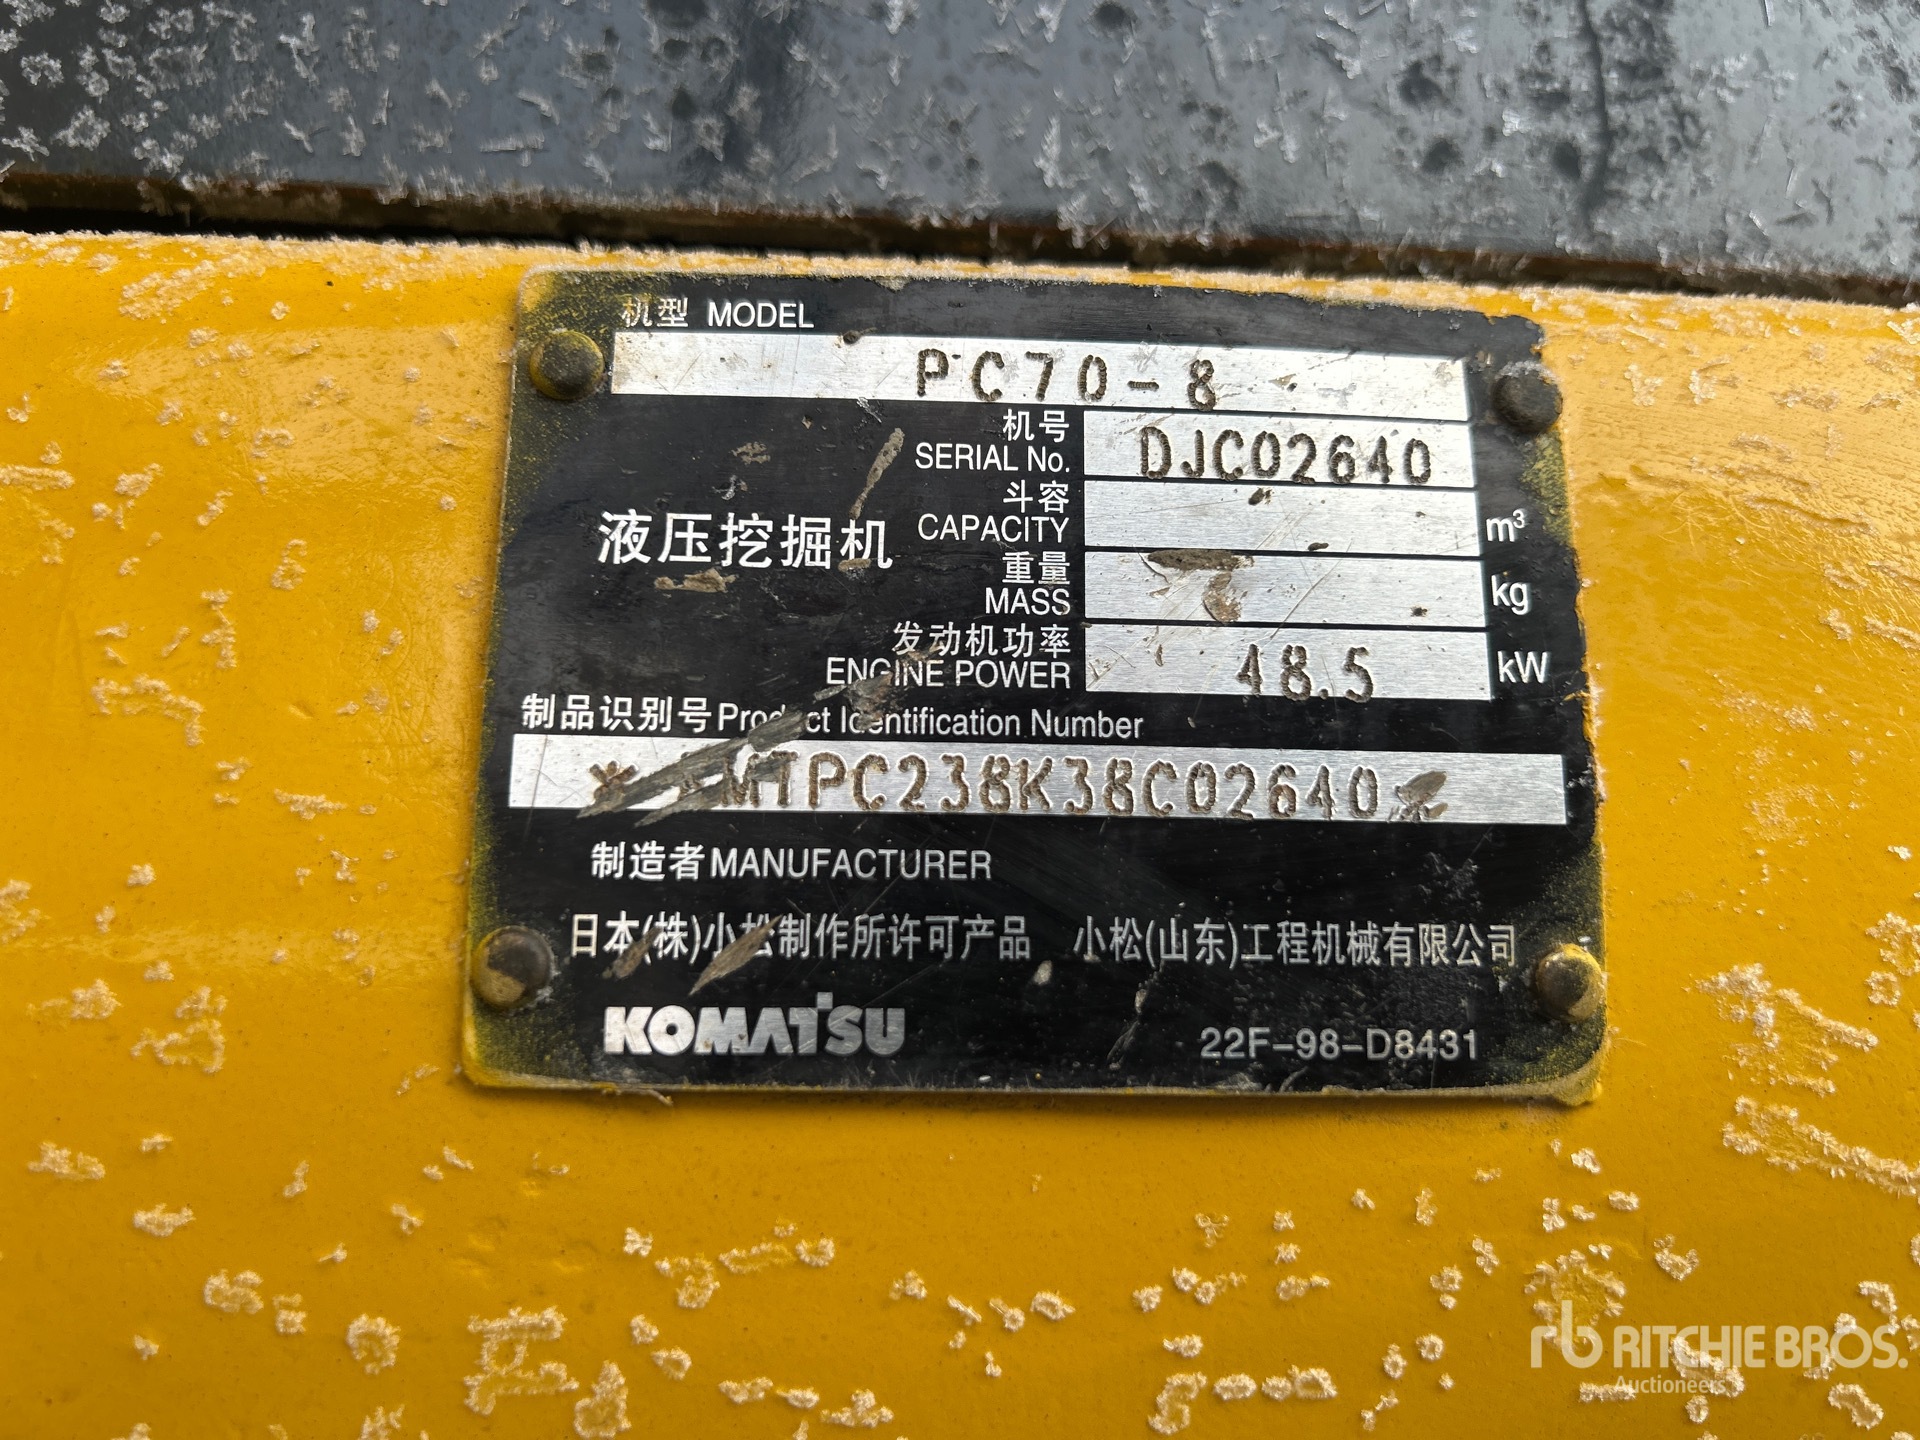 机型 MODEL
PC70-8
机号
SERIAL No.
DJC02640
斗容
CAPACITY
m³
液压挖掘机
重量
MASS
kg
发动机功率
ENGINE POWER
48.5
kW
制品识别号 Product Identification Number
MTPC238K38C02640*
制造者 MANUFACTURER
日本(株)小松制作所许可产品 小松(山东)工程机械有限公司
KOMATSU
22F-98-D8431
rb RITCHIE BROS.
Auctioneers